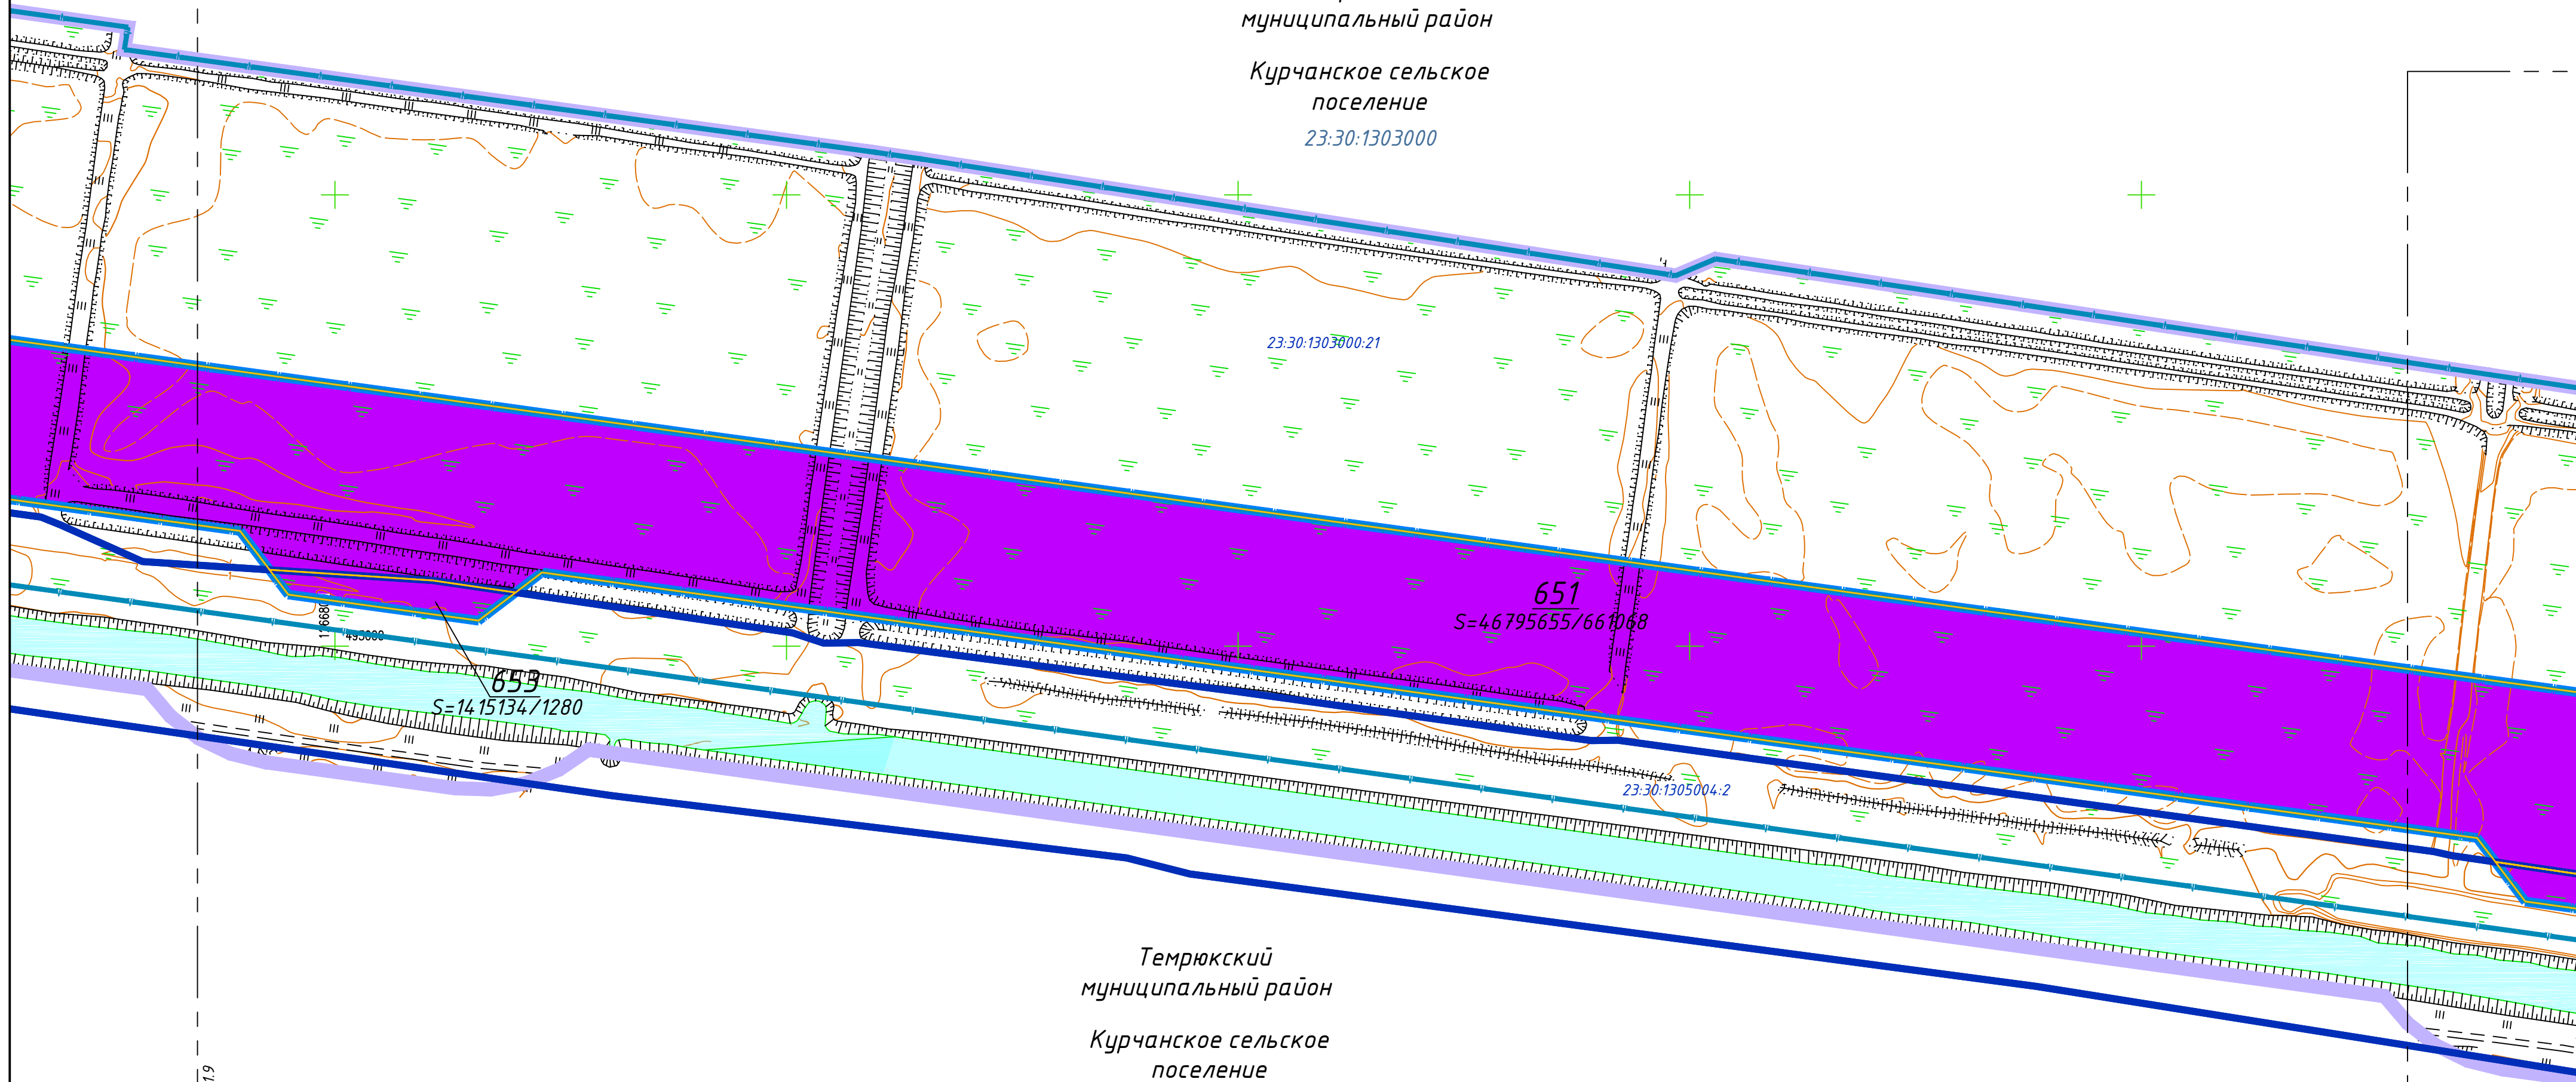 муниципальный район
Курчанское сельское
поселение
23:30:1303000
23:30:1303000:21
651
S=46795655/661068
653
S=1415134/1280
23:30:1305004:2
Темрюкский
муниципальный район
Курчанское сельское
поселение